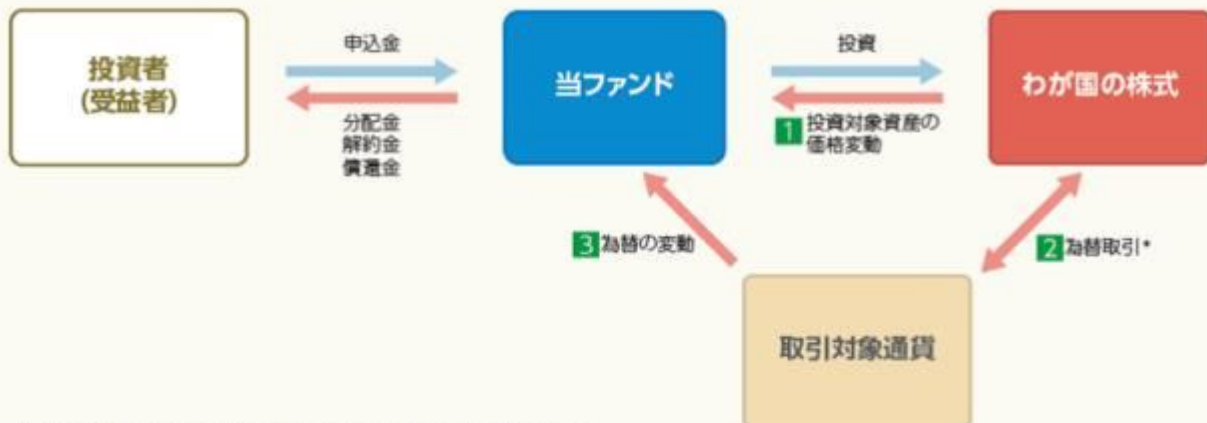 投資者
(受益者)
申込金
分配金
解約金
償還金
当ファンド
投資
1 投資対象資産の
価格変動
わが国の株式
3 為替の変動
2 為替取引*
取引対象通貨